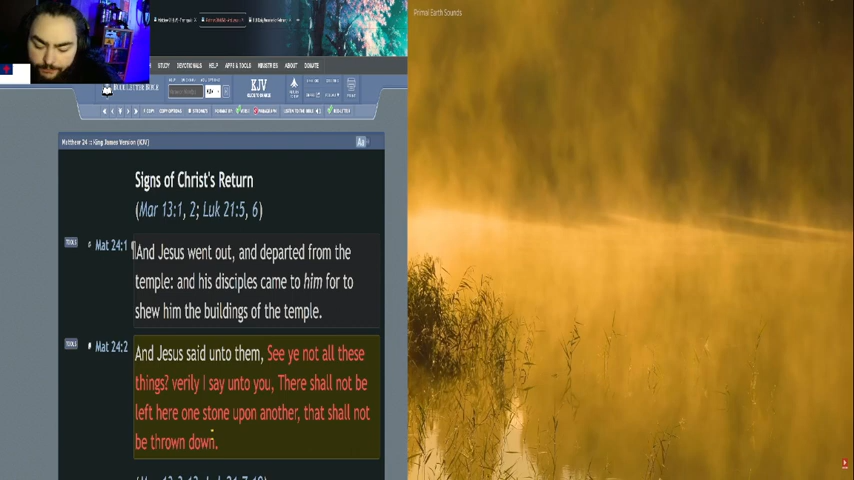 Primal Earth Sounds
STUDY DEVOTIONALS HELP APPS & TOOLS MINISTRIES ABOUT DONATE
BLUE LETTER BIBLE
KJV
Matthew 24 :: King James Version (KJV)
Aa
Signs of Christ's Return
(Mar 13:1, 2; Luk 21:5, 6)
TOOLS Mat 24:1 ¶And Jesus went out, and departed from the
temple: and his disciples came to him for to
shew him the buildings of the temple.
TOOLS Mat 24:2 And Jesus said unto them, See ye not all these
things? verily I say unto you, There shall not be
left here one stone upon another, that shall not
be thrown down.